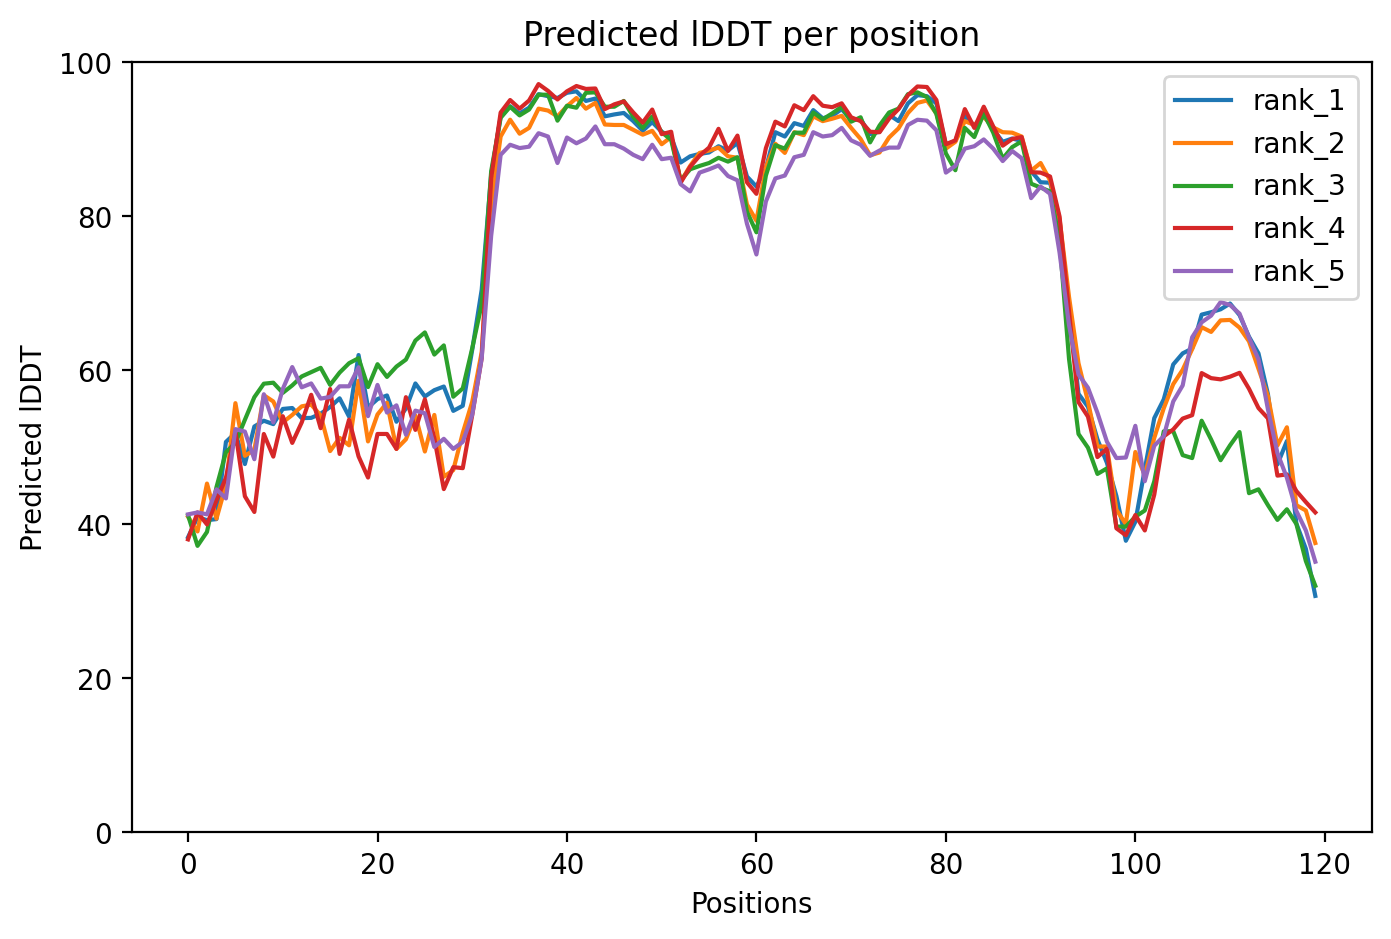 Predicted lDDT per position
100
80
60
40
20
0
Predicted lDDT
rank_1
rank_2
rank_3
rank_4
rank_5
0 20 40 60 80 100 120
Positions